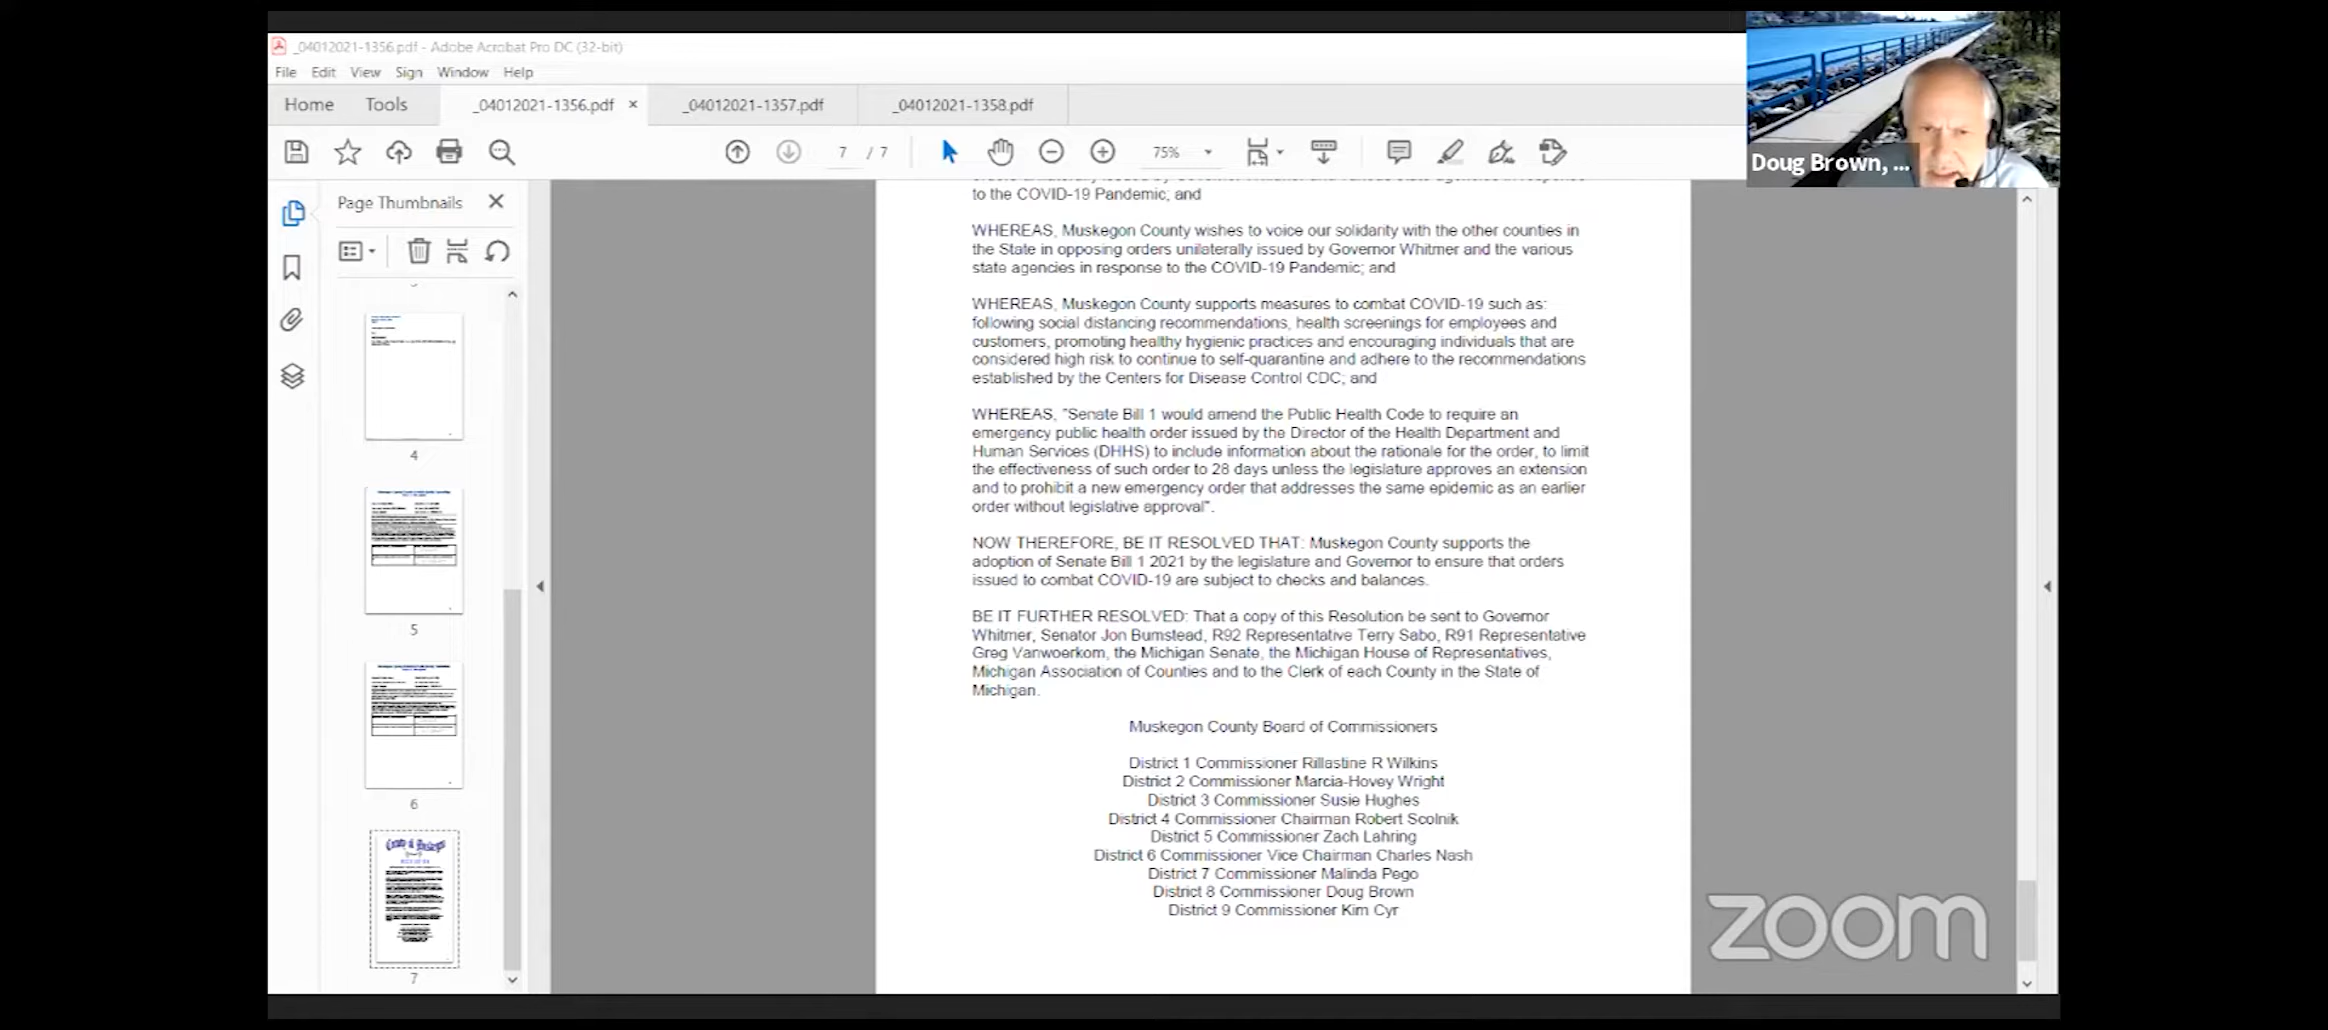 _04012021-1356.pdf - Adobe Acrobat Pro DC (32-bit)
File Edit View Sign Window Help
Home Tools _04012021-1356.pdf × _04012021-1357.pdf _04012021-1358.pdf
7 / 7 75%
Doug Brown, ...
Page Thumbnails
4
5
6
7
to the COVID-19 Pandemic; and
WHEREAS, Muskegon County wishes to voice our solidarity with the other counties in
the State in opposing orders unilaterally issued by Governor Whitmer and the various
state agencies in response to the COVID-19 Pandemic; and
WHEREAS, Muskegon County supports measures to combat COVID-19 such as:
following social distancing recommendations, health screenings for employees and
customers, promoting healthy hygienic practices and encouraging individuals that are
considered high risk to continue to self-quarantine and adhere to the recommendations
established by the Centers for Disease Control CDC; and
WHEREAS, "Senate Bill 1 would amend the Public Health Code to require an
emergency public health order issued by the Director of the Health Department and
Human Services (DHHS) to include information about the rationale for the order, to limit
the effectiveness of such order to 28 days unless the legislature approves an extension
and to prohibit a new emergency order that addresses the same epidemic as an earlier
order without legislative approval".
NOW THEREFORE, BE IT RESOLVED THAT: Muskegon County supports the
adoption of Senate Bill 1 2021 by the legislature and Governor to ensure that orders
issued to combat COVID-19 are subject to checks and balances.
BE IT FURTHER RESOLVED: That a copy of this Resolution be sent to Governor
Whitmer, Senator Jon Bumstead, R92 Representative Terry Sabo, R91 Representative
Greg Vanwoerkom, the Michigan Senate, the Michigan House of Representatives,
Michigan Association of Counties and to the Clerk of each County in the State of
Michigan.
Muskegon County Board of Commissioners
District 1 Commissioner Rillastine R Wilkins
District 2 Commissioner Marcia-Hovey Wright
District 3 Commissioner Susie Hughes
District 4 Commissioner Chairman Robert Scolnik
District 5 Commissioner Zach Lahring
District 6 Commissioner Vice Chairman Charles Nash
District 7 Commissioner Malinda Pego
District 8 Commissioner Doug Brown
District 9 Commissioner Kim Cyr
zoom